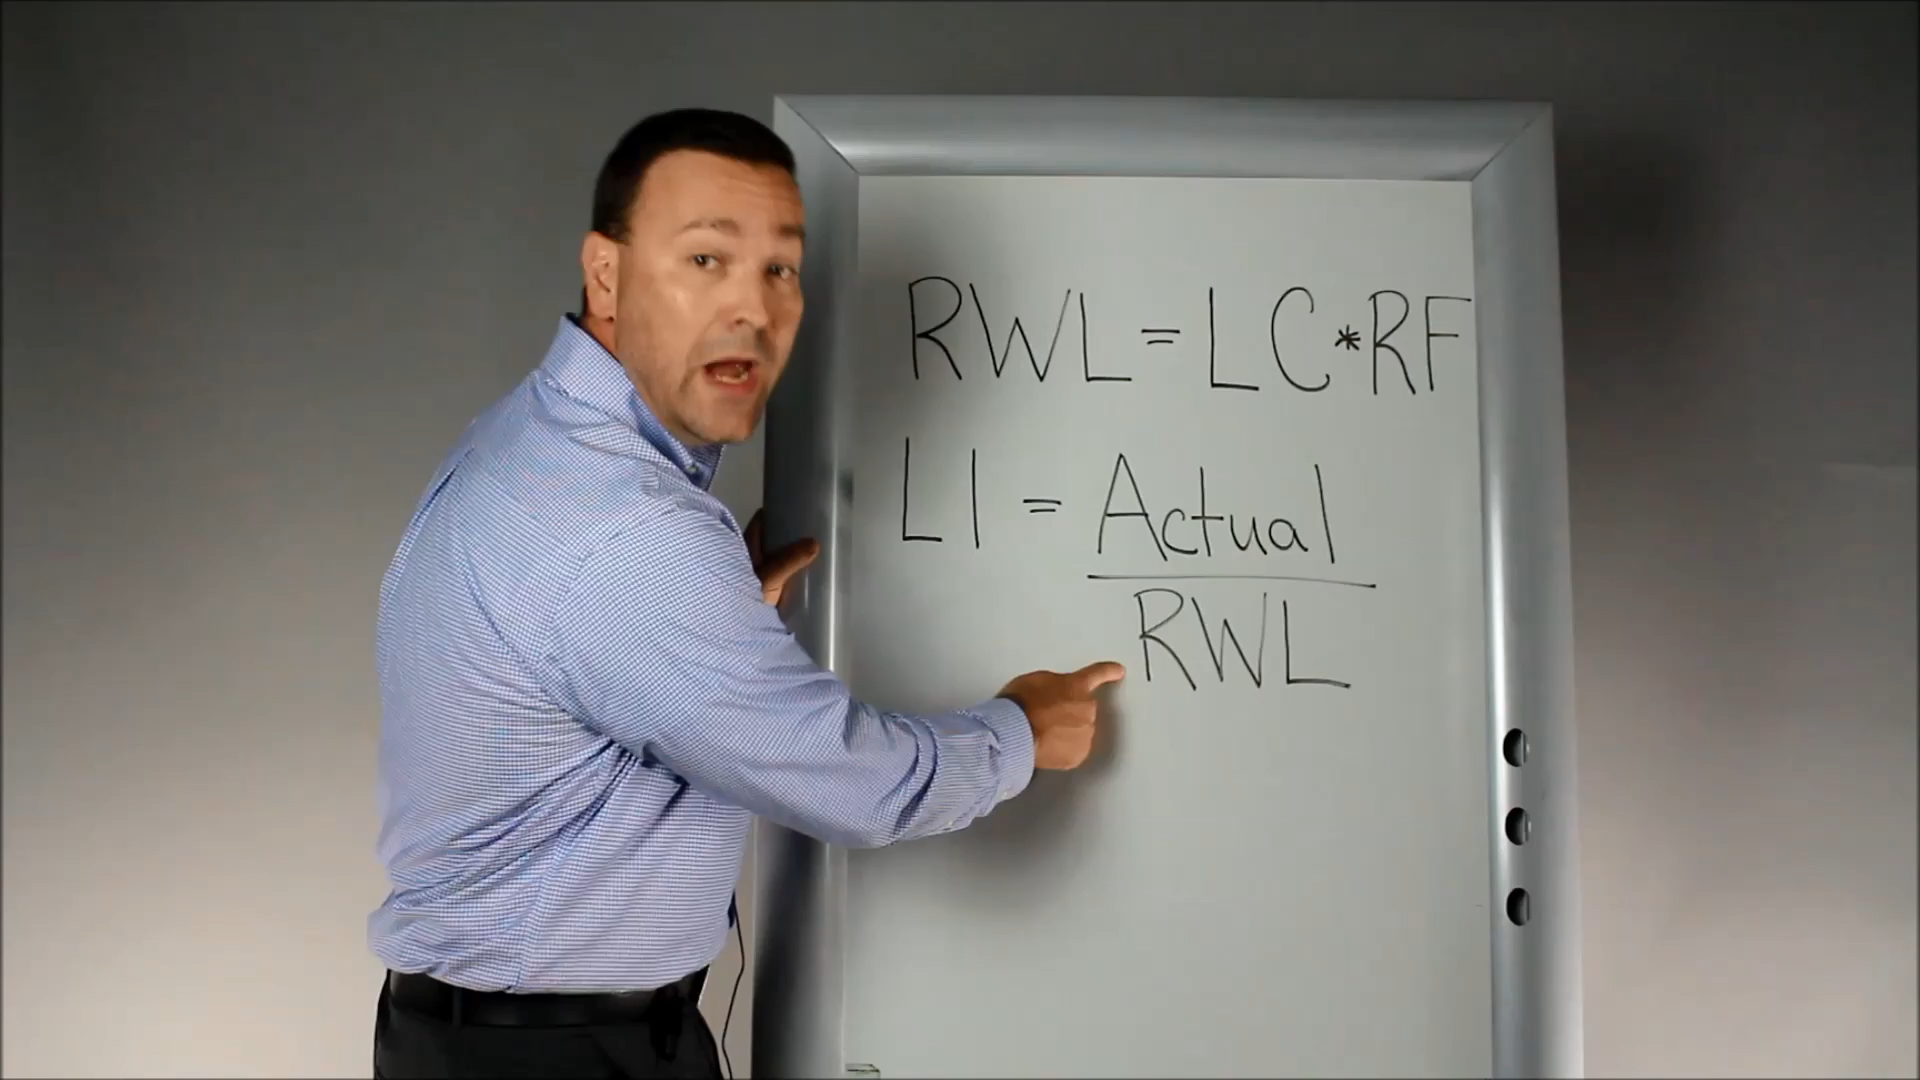 RWL = LC * RF
LI = Actual
RWL